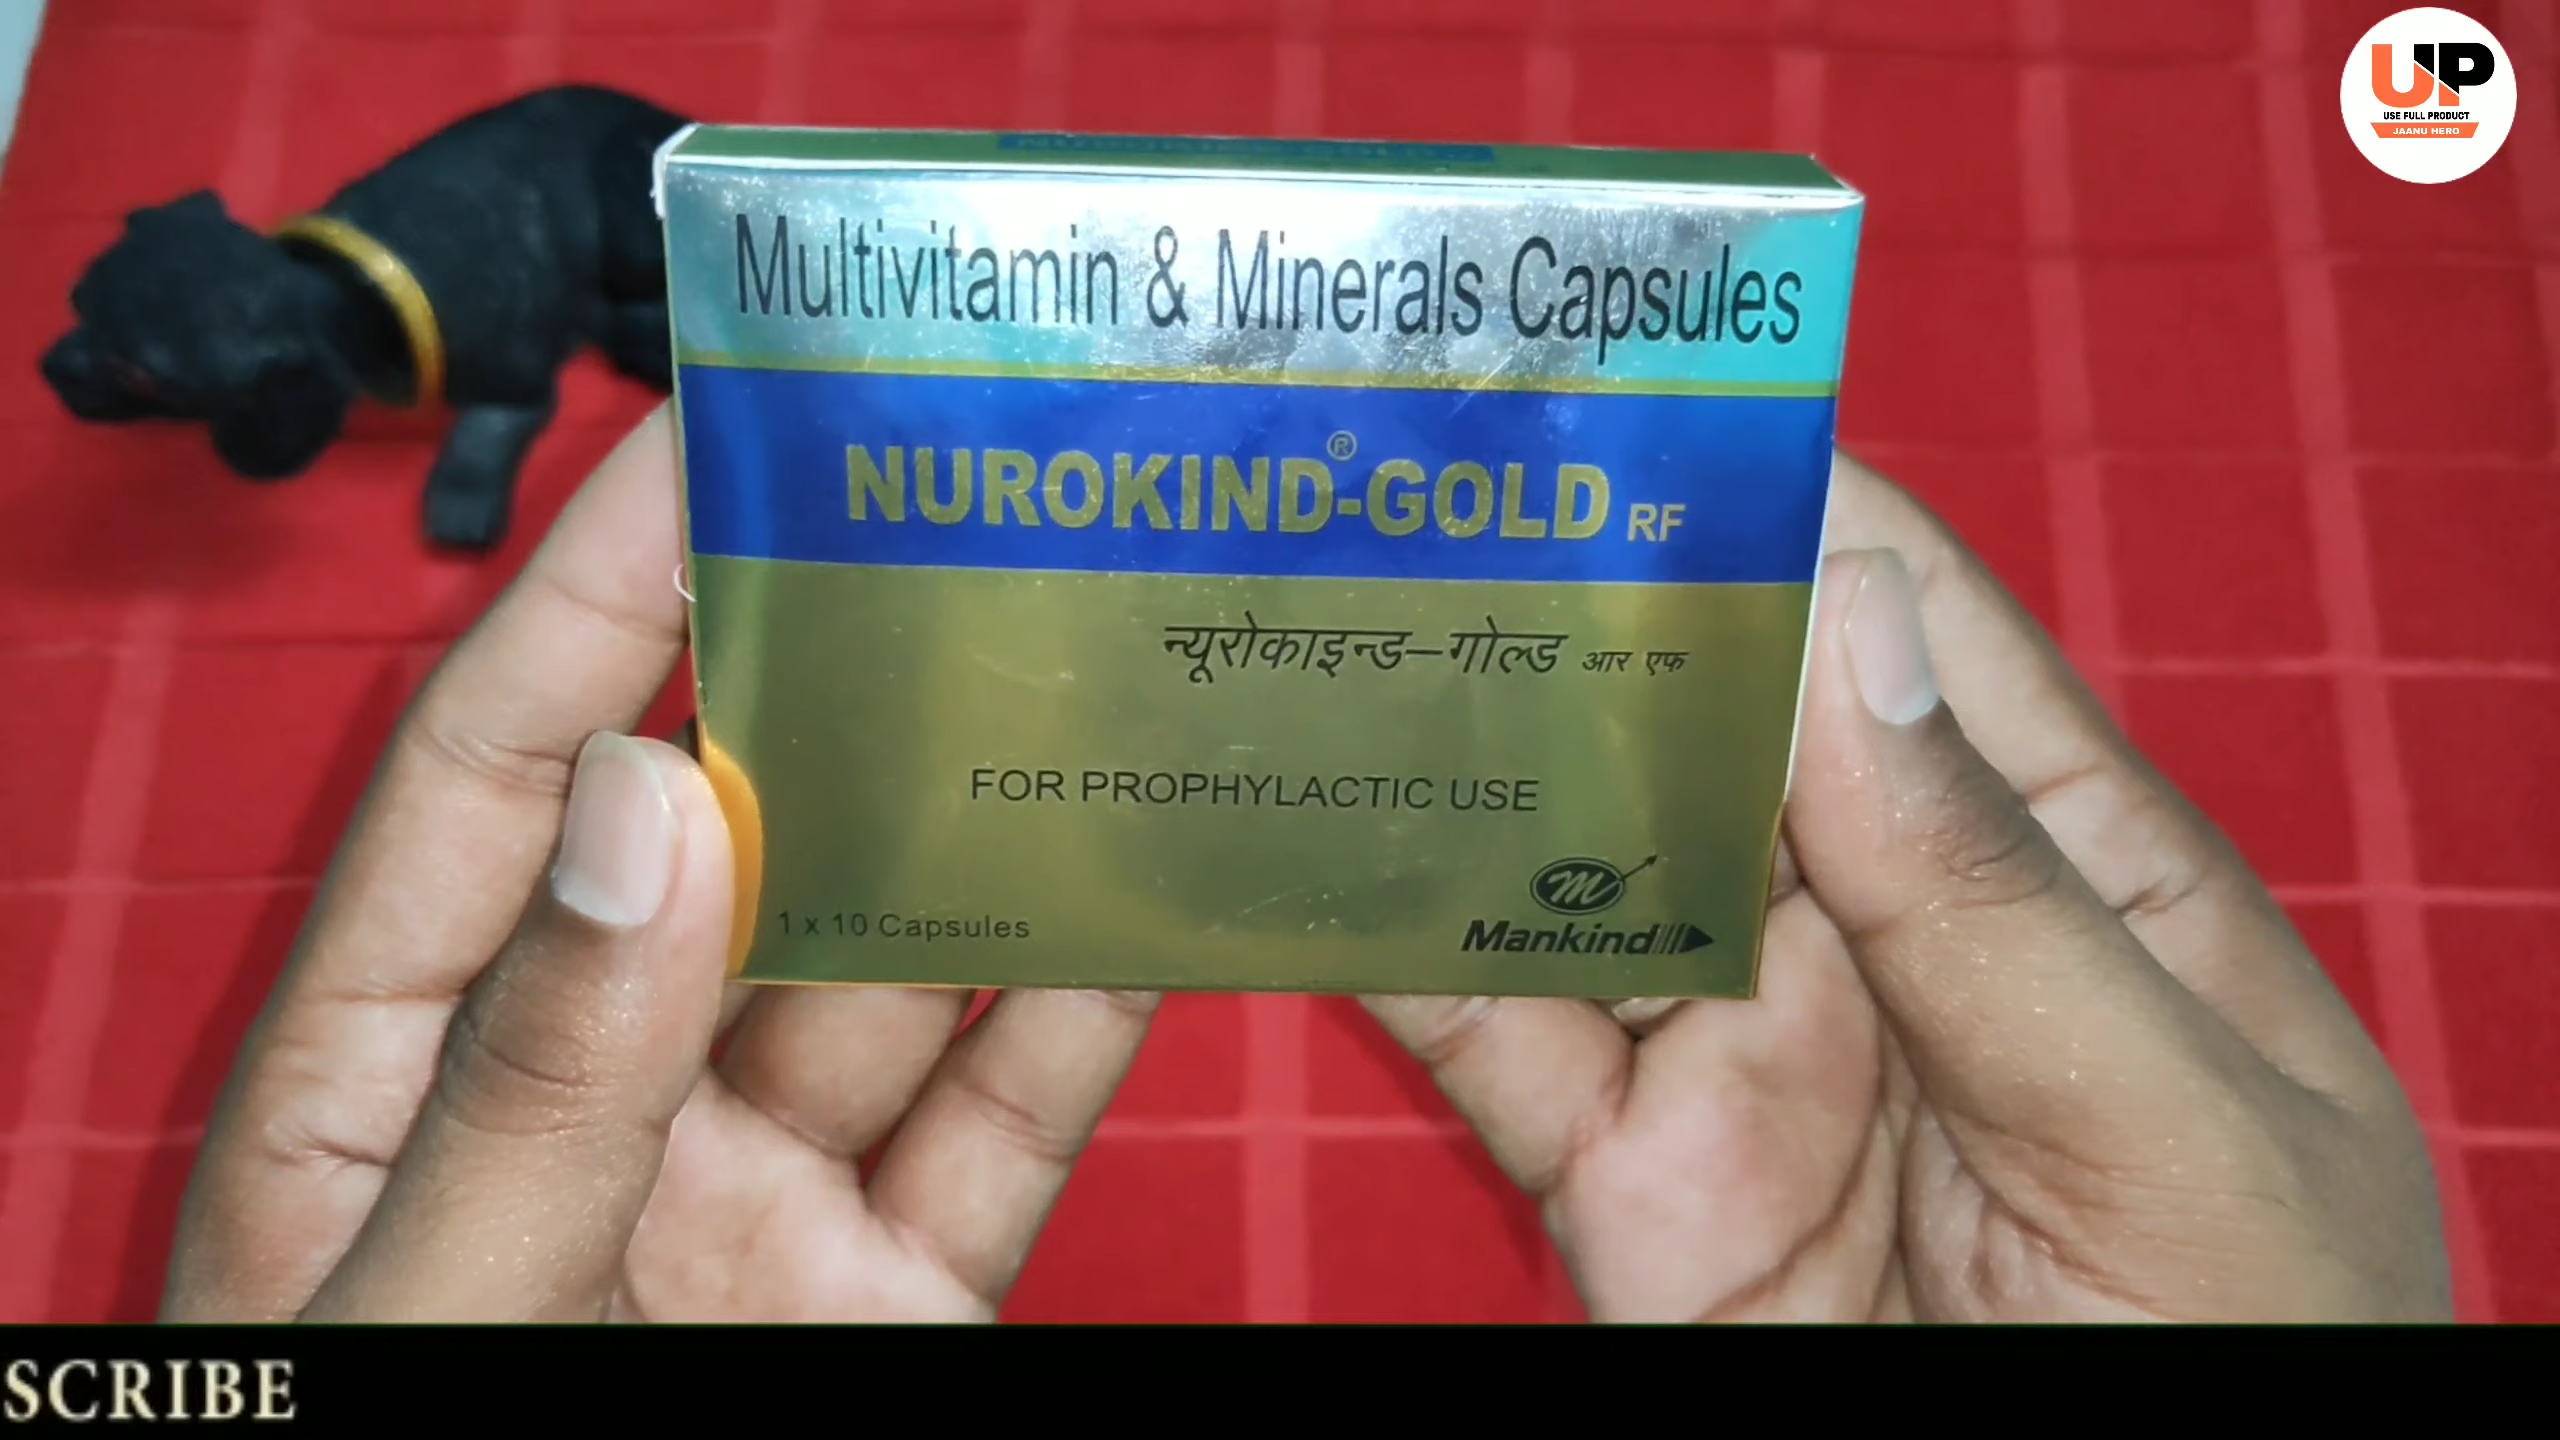 UP
USE FULL PRODUCT
JAANU HERO
Multivitamin & Minerals Capsules
NUROKIND®-GOLD RF
न्यूरोकाइन्ड–गोल्ड आर एफ
FOR PROPHYLACTIC USE
1 x 10 Capsules
m
Mankind
SCRIBE